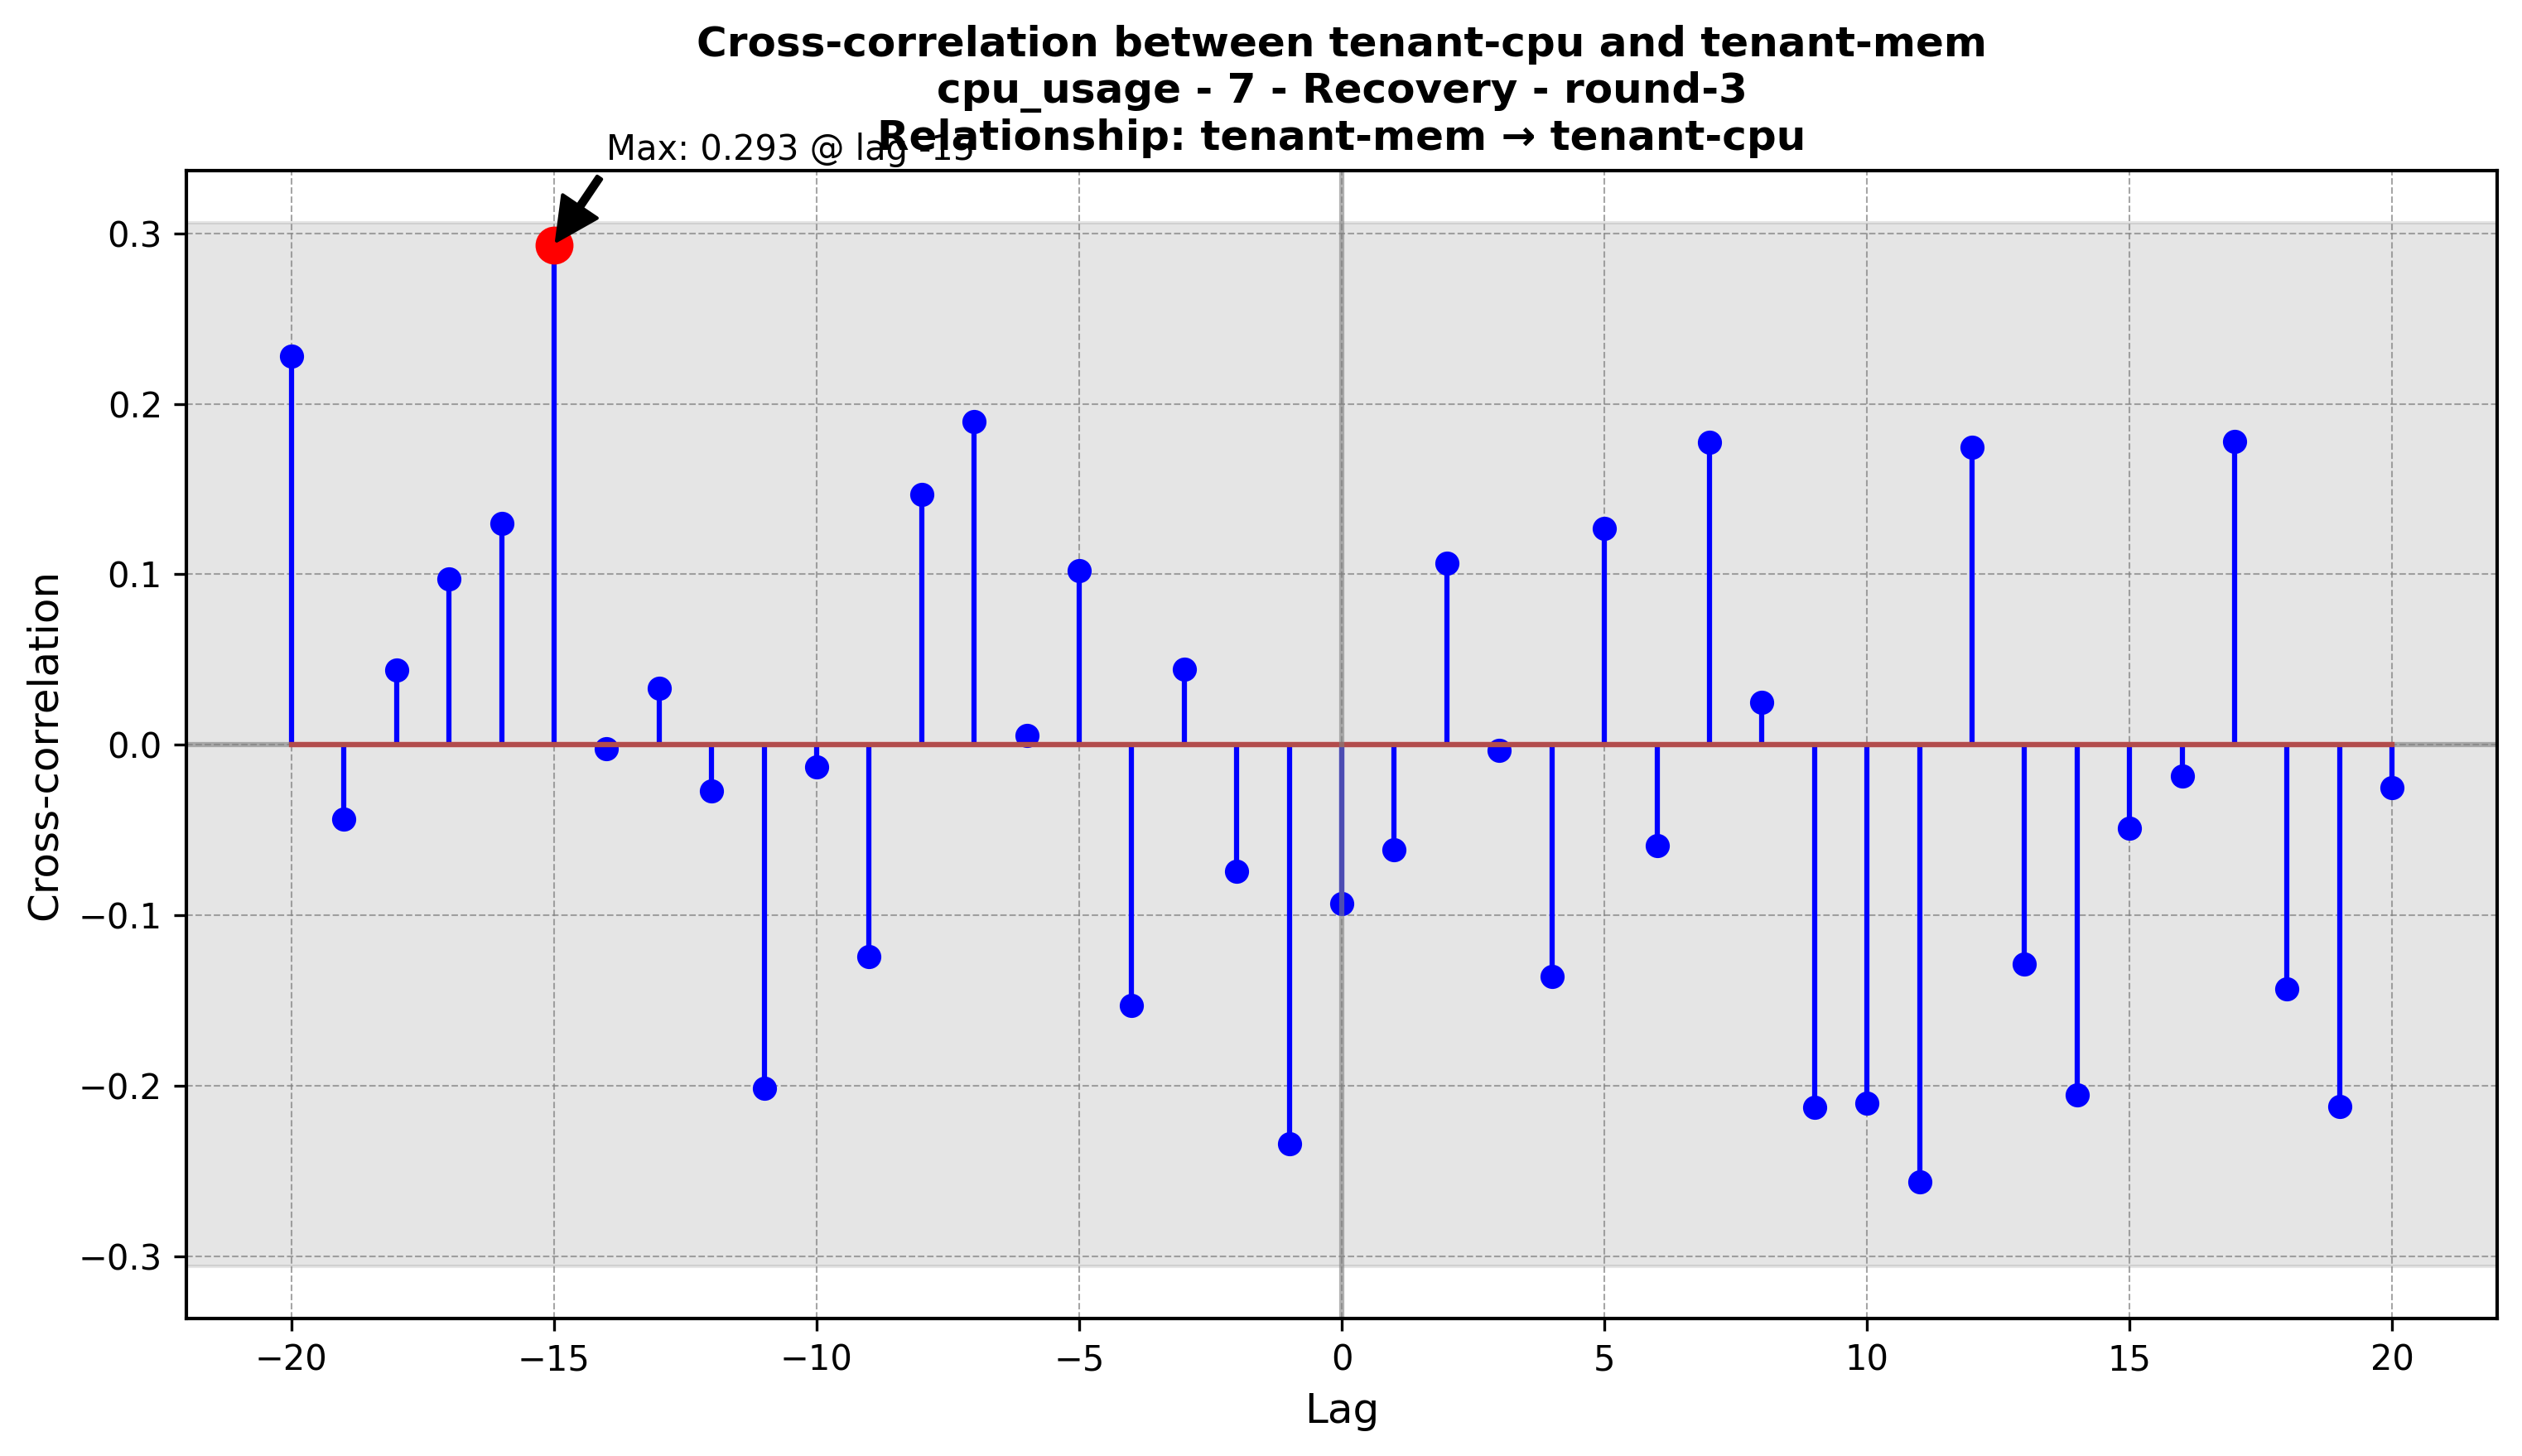 Cross-correlation between tenant-cpu and tenant-mem
cpu_usage - 7 - Recovery - round-3
Relationship: tenant-mem → tenant-cpu
Max: 0.293 @ lag -15
0.3
0.2
0.1
0.0
−0.1
−0.2
−0.3
Cross-correlation
−20
−15
−10
−5
0
5
10
15
20
Lag